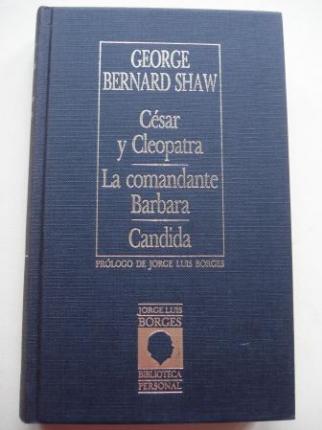 GEORGE
BERNARD SHAW
César
y Cleopatra
La comandante
Barbara
Candida
PRÓLOGO DE JORGE LUIS BORGES
JORGE LUIS
BORGES
BIBLIOTECA
PERSONAL